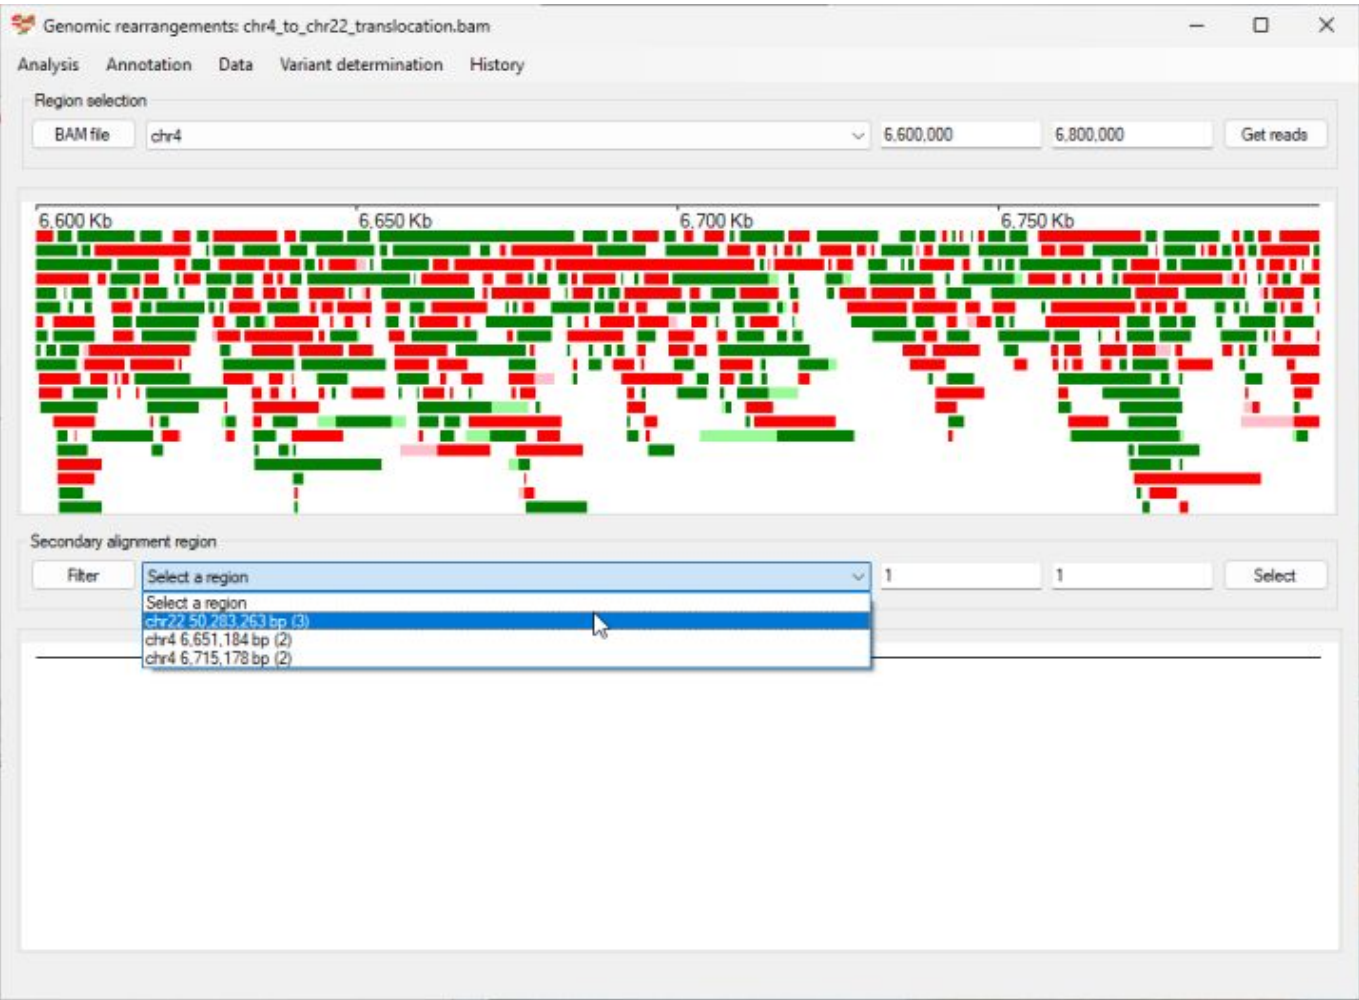 Genomic rearrangements: chr4_to_chr22_translocation.bam
Analysis Annotation Data Variant determination History
Region selection
BAM file chr4 6,600,000 6,800,000 Get reads
6,600 Kb 6,650 Kb 6,700 Kb 6,750 Kb
Secondary alignment region
Filter Select a region 1 1 Select
Select a region
chr22 50,283,263 bp (3)
chr4 6,651,184 bp (2)
chr4 6,715,178 bp (2)